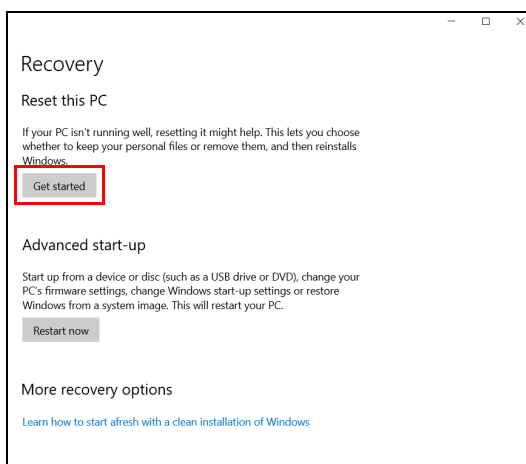 Recovery
Reset this PC
If your PC isn't running well, resetting it might help. This lets you choose
whether to keep your personal files or remove them, and then reinstalls
Windows.
Get started
Advanced start-up
Start up from a device or disc (such as a USB drive or DVD), change your
PC's firmware settings, change Windows start-up settings or restore
Windows from a system image. This will restart your PC.
Restart now
More recovery options
Learn how to start afresh with a clean installation of Windows